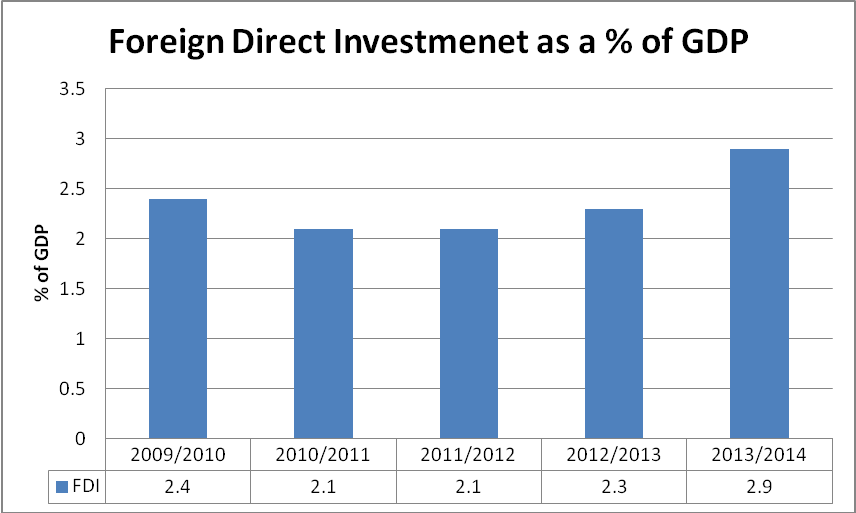 Foreign Direct Investmenet as a % of GDP
3.5
3
2.5
2
1.5
1
0.5
0
% of GDP
2009/2010 2010/2011 2011/2012 2012/2013 2013/2014
FDI 2.4 2.1 2.1 2.3 2.9